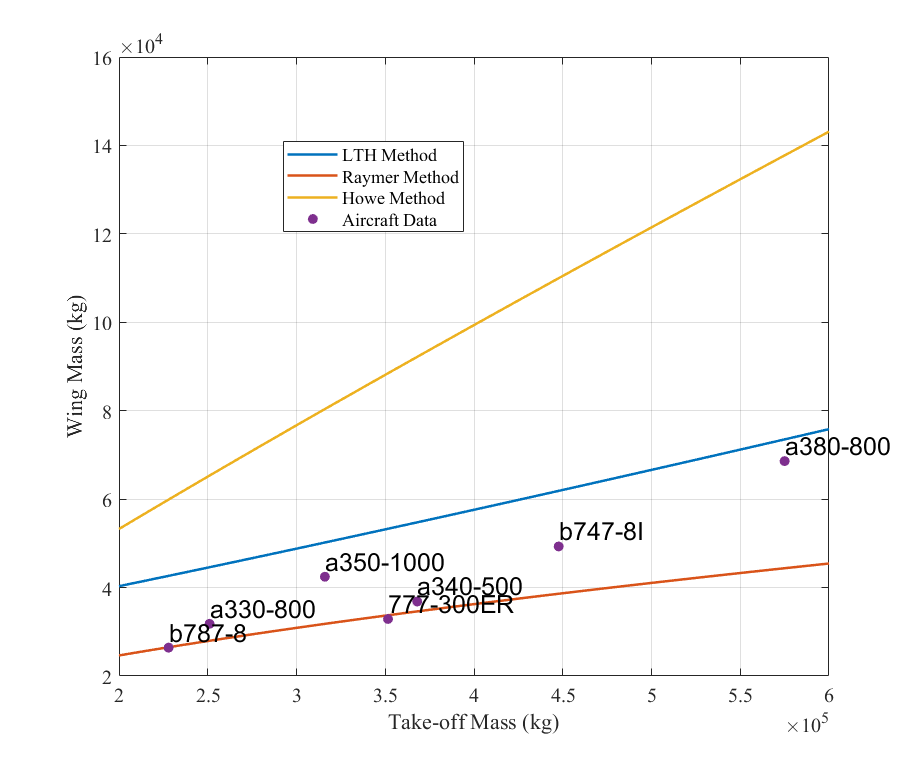 ×10⁴
16
14
12
10
8
6
4
2
Wing Mass (kg)
LTH Method
Raymer Method
Howe Method
Aircraft Data
a380-800
b747-8I
a350-1000
a340-500
777-300ER
a330-800
b787-8
2 2.5 3 3.5 4 4.5 5 5.5 6
Take-off Mass (kg)
×10⁵